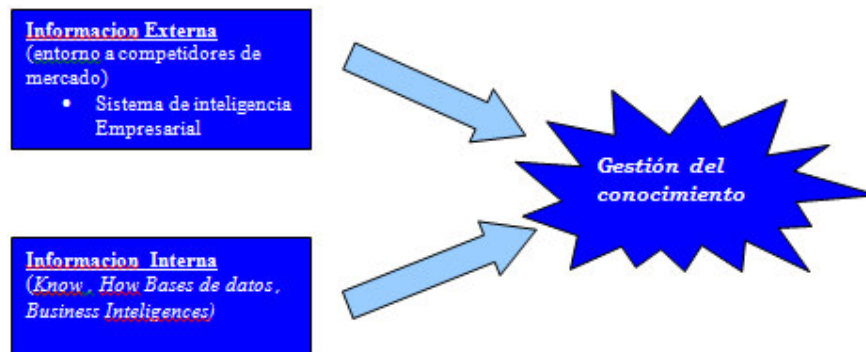 Informacion Externa
(entorno a competidores de
mercado)
• Sistema de inteligencia
Empresarial
Gestión del
conocimiento
Informacion Interna
(Know , How Bases de datos ,
Business Inteligences)